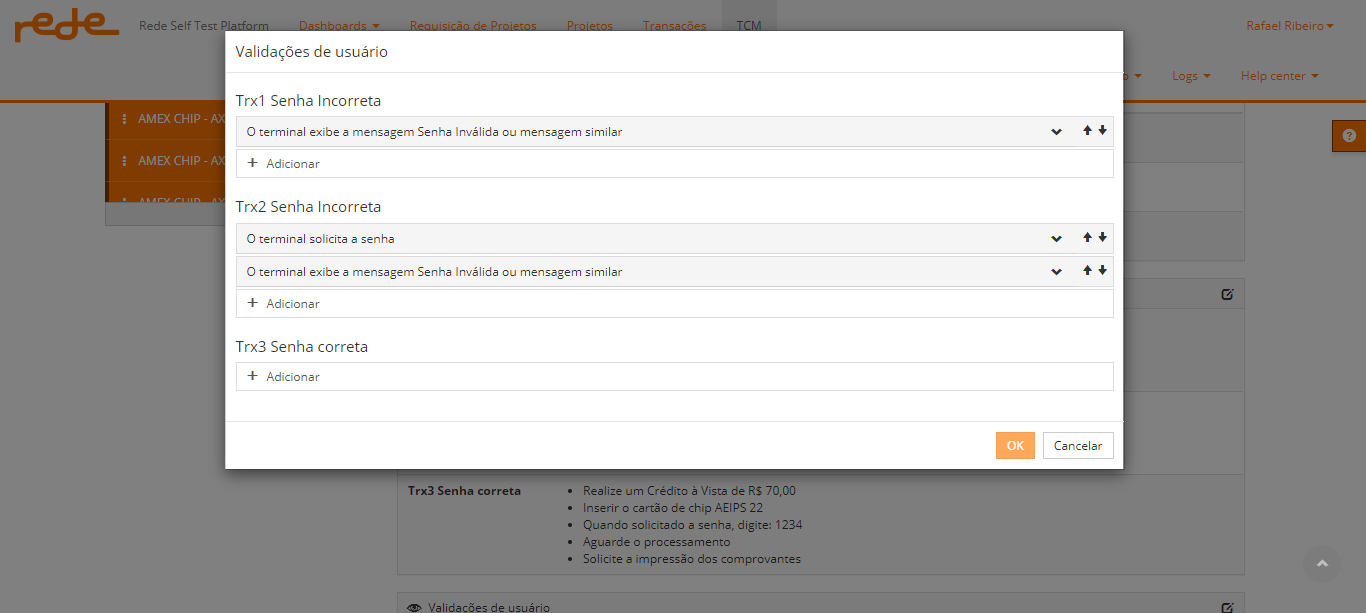 rede
Rede Self Test Platform
Dashboards
Requisição de Projetos
Projetos
Transações
TCM
Rafael Ribeiro
Logs
Help center
Validações de usuário
Trx1 Senha Incorreta
O terminal exibe a mensagem Senha Inválida ou mensagem similar
+ Adicionar
Trx2 Senha Incorreta
O terminal solicita a senha
O terminal exibe a mensagem Senha Inválida ou mensagem similar
+ Adicionar
Trx3 Senha correta
+ Adicionar
OK
Cancelar
AMEX CHIP - AX
AMEX CHIP - AX
AMEX CHIP - AX
Trx3 Senha correta
• Realize um Crédito à Vista de R$ 70,00
• Inserir o cartão de chip AEIPS 22
• Quando solicitado a senha, digite: 1234
• Aguarde o processamento
• Solicite a impressão dos comprovantes
Validações de usuário